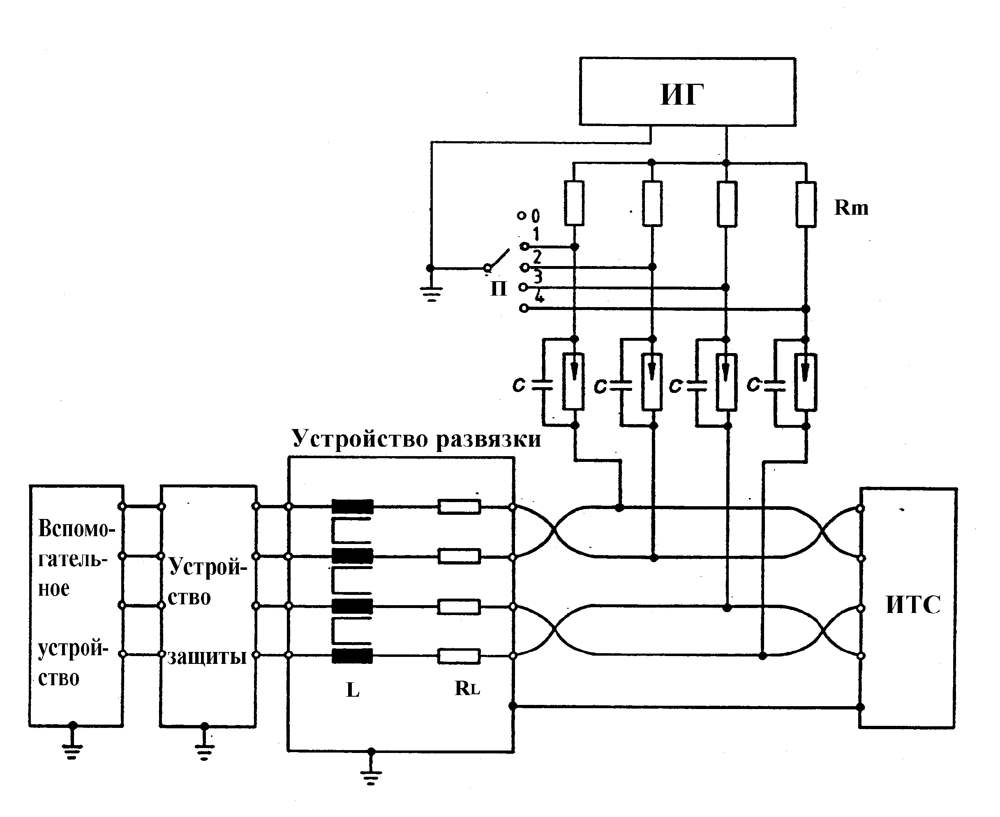 ИГ
Rm
0
1
2
3
4
П
C
C
C
C
Устройство развязки
Вспомо-
гатель-
ное
устрой-
ство
Устрой-
ство
защиты
L
RL
ИТС